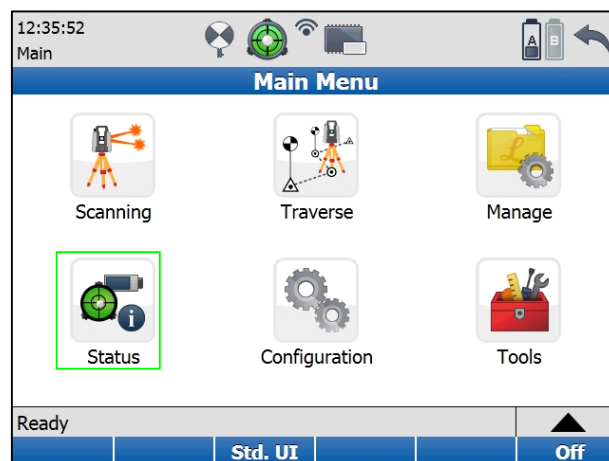 12:35:52
Main
A B
Main Menu
Scanning Traverse Manage
Status Configuration Tools
Ready
Std. UI Off